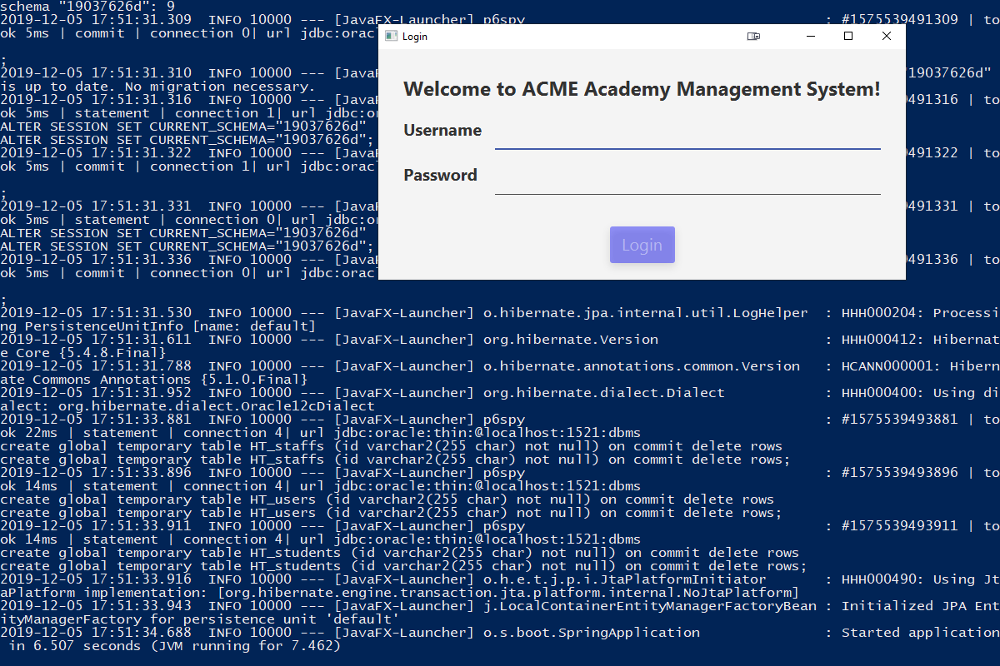 schema "19037626d": 9
2019-12-05 17:51:31.309  INFO 10000 --- [JavaFX-Launcher] p6spy : #1575539491309 | to
ok 5ms | commit | connection 0| url jdbc:orac
;
2019-12-05 17:51:31.310  INFO 10000 --- [JavaF "19037626d"
is up to date. No migration necessary.
2019-12-05 17:51:31.316  INFO 10000 --- [JavaF 491316 | to
ok 5ms | statement | connection 1| url jdbc:or
ALTER SESSION SET CURRENT_SCHEMA="19037626d"
ALTER SESSION SET CURRENT_SCHEMA="19037626d";
2019-12-05 17:51:31.322  INFO 10000 --- [JavaF 491322 | to
ok 5ms | commit | connection 1| url jdbc:orac
;
2019-12-05 17:51:31.331  INFO 10000 --- [JavaF 491331 | to
ok 5ms | statement | connection 0| url jdbc:or
ALTER SESSION SET CURRENT_SCHEMA="19037626d"
ALTER SESSION SET CURRENT_SCHEMA="19037626d";
2019-12-05 17:51:31.336  INFO 10000 --- [JavaF 491336 | to
ok 5ms | commit | connection 0| url jdbc:orac
;
2019-12-05 17:51:31.530  INFO 10000 --- [JavaFX-Launcher] o.hibernate.jpa.internal.util.LogHelper  : HHH000204: Processi
ng PersistenceUnitInfo [name: default]
2019-12-05 17:51:31.611  INFO 10000 --- [JavaFX-Launcher] org.hibernate.Version                    : HHH000412: Hibernat
e Core {5.4.8.Final}
2019-12-05 17:51:31.788  INFO 10000 --- [JavaFX-Launcher] o.hibernate.annotations.common.Version   : HCANN000001: Hibern
ate Commons Annotations {5.1.0.Final}
2019-12-05 17:51:31.952  INFO 10000 --- [JavaFX-Launcher] org.hibernate.dialect.Dialect            : HHH000400: Using di
alect: org.hibernate.dialect.Oracle12cDialect
2019-12-05 17:51:33.881  INFO 10000 --- [JavaFX-Launcher] p6spy                                    : #1575539493881 | to
ok 22ms | statement | connection 4| url jdbc:oracle:thin:@localhost:1521:dbms
create global temporary table HT_staffs (id varchar2(255 char) not null) on commit delete rows
create global temporary table HT_staffs (id varchar2(255 char) not null) on commit delete rows;
2019-12-05 17:51:33.896  INFO 10000 --- [JavaFX-Launcher] p6spy                                    : #1575539493896 | to
ok 14ms | statement | connection 4| url jdbc:oracle:thin:@localhost:1521:dbms
create global temporary table HT_users (id varchar2(255 char) not null) on commit delete rows
create global temporary table HT_users (id varchar2(255 char) not null) on commit delete rows;
2019-12-05 17:51:33.911  INFO 10000 --- [JavaFX-Launcher] p6spy                                    : #1575539493911 | to
ok 14ms | statement | connection 4| url jdbc:oracle:thin:@localhost:1521:dbms
create global temporary table HT_students (id varchar2(255 char) not null) on commit delete rows
create global temporary table HT_students (id varchar2(255 char) not null) on commit delete rows;
2019-12-05 17:51:33.916  INFO 10000 --- [JavaFX-Launcher] o.h.e.t.j.p.i.JtaPlatformInitiator       : HHH000490: Using Jt
aPlatform implementation: [org.hibernate.engine.transaction.jta.platform.internal.NoJtaPlatform]
2019-12-05 17:51:33.943  INFO 10000 --- [JavaFX-Launcher] j.LocalContainerEntityManagerFactoryBean : Initialized JPA Ent
ityManagerFactory for persistence unit 'default'
2019-12-05 17:51:34.688  INFO 10000 --- [JavaFX-Launcher] o.s.boot.SpringApplication               : Started application
 in 6.507 seconds (JVM running for 7.462)
Login
Welcome to ACME Academy Management System!
Username
Password
Login